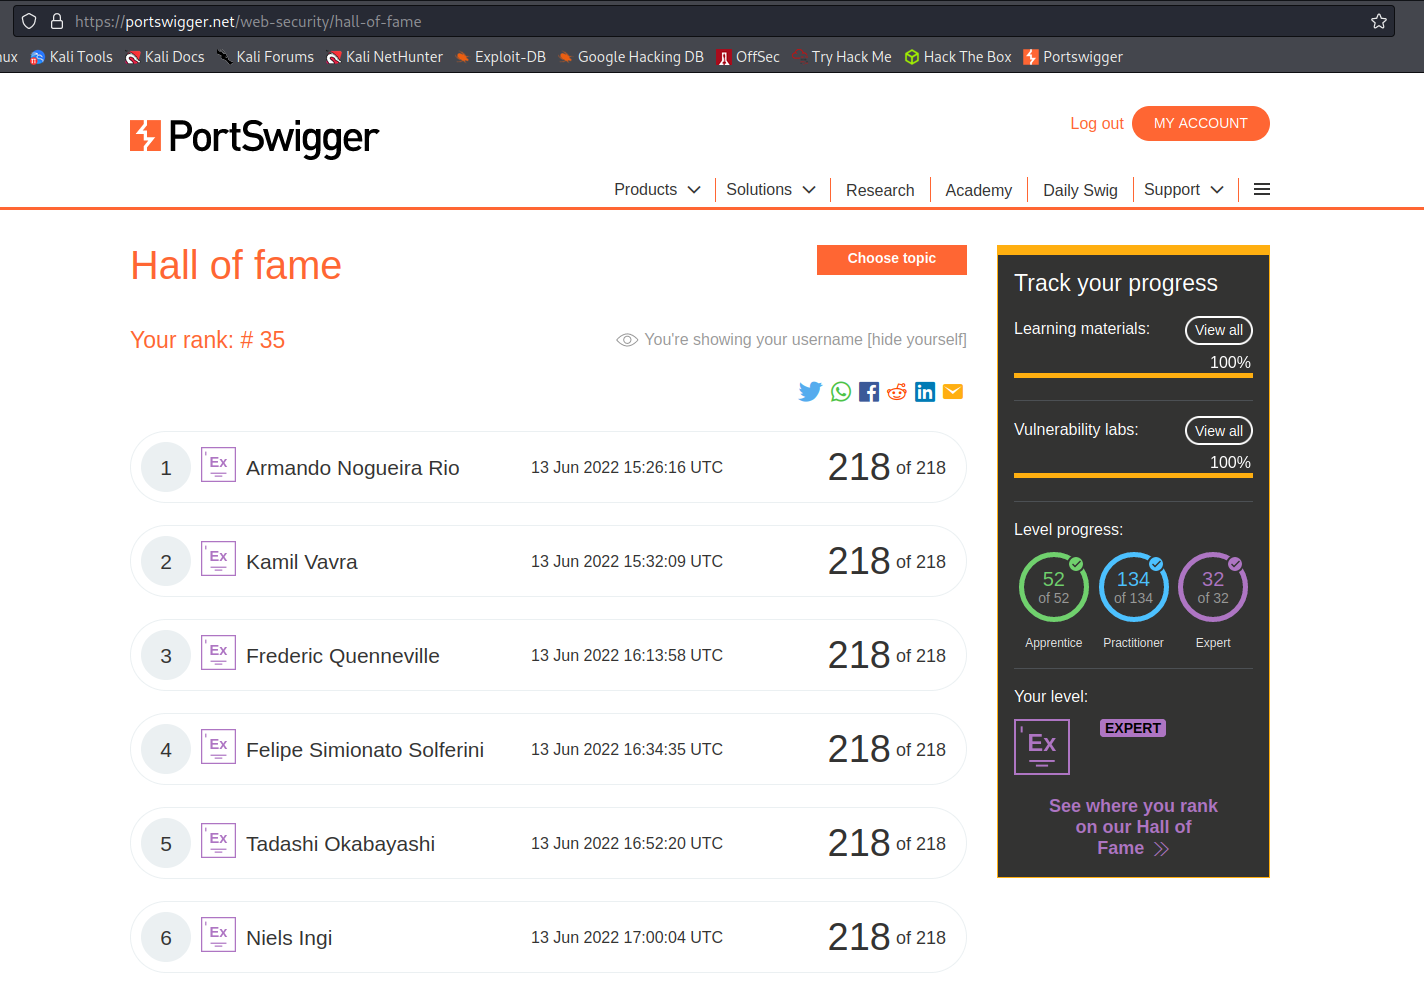 https://portswigger.net/web-security/hall-of-fame
ux Kali Tools Kali Docs Kali Forums Kali NetHunter Exploit-DB Google Hacking DB OffSec Try Hack Me Hack The Box Portswigger
PortSwigger
Log out MY ACCOUNT
Products Solutions Research Academy Daily Swig Support
Hall of fame
Choose topic
Your rank: # 35
You're showing your username [hide yourself]
1 Ex Armando Nogueira Rio 13 Jun 2022 15:26:16 UTC 218 of 218
2 Ex Kamil Vavra 13 Jun 2022 15:32:09 UTC 218 of 218
3 Ex Frederic Quenneville 13 Jun 2022 16:13:58 UTC 218 of 218
4 Ex Felipe Simionato Solferini 13 Jun 2022 16:34:35 UTC 218 of 218
5 Ex Tadashi Okabayashi 13 Jun 2022 16:52:20 UTC 218 of 218
6 Ex Niels Ingi 13 Jun 2022 17:00:04 UTC 218 of 218
Track your progress
Learning materials: View all
100%
Vulnerability labs: View all
100%
Level progress:
52 134 32
of 52 of 134 of 32
Apprentice Practitioner Expert
Your level:
Ex EXPERT
See where you rank
on our Hall of
Fame